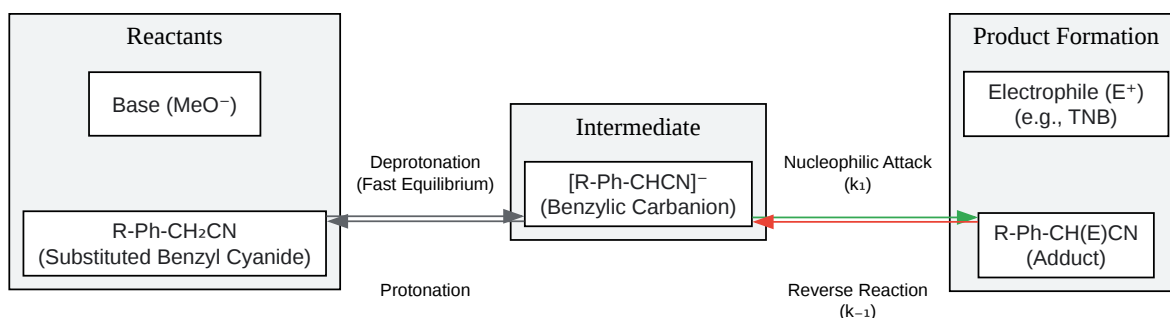 Reactants
Base (MeO⁻)
R-Ph-CH₂CN
(Substituted Benzyl Cyanide)
Deprotonation
(Fast Equilibrium)
Protonation
Intermediate
[R-Ph-CHCN]⁻
(Benzylic Carbanion)
Nucleophilic Attack
(k₁)
Reverse Reaction
(k₋₁)
Product Formation
Electrophile (E⁺)
(e.g., TNB)
R-Ph-CH(E)CN
(Adduct)